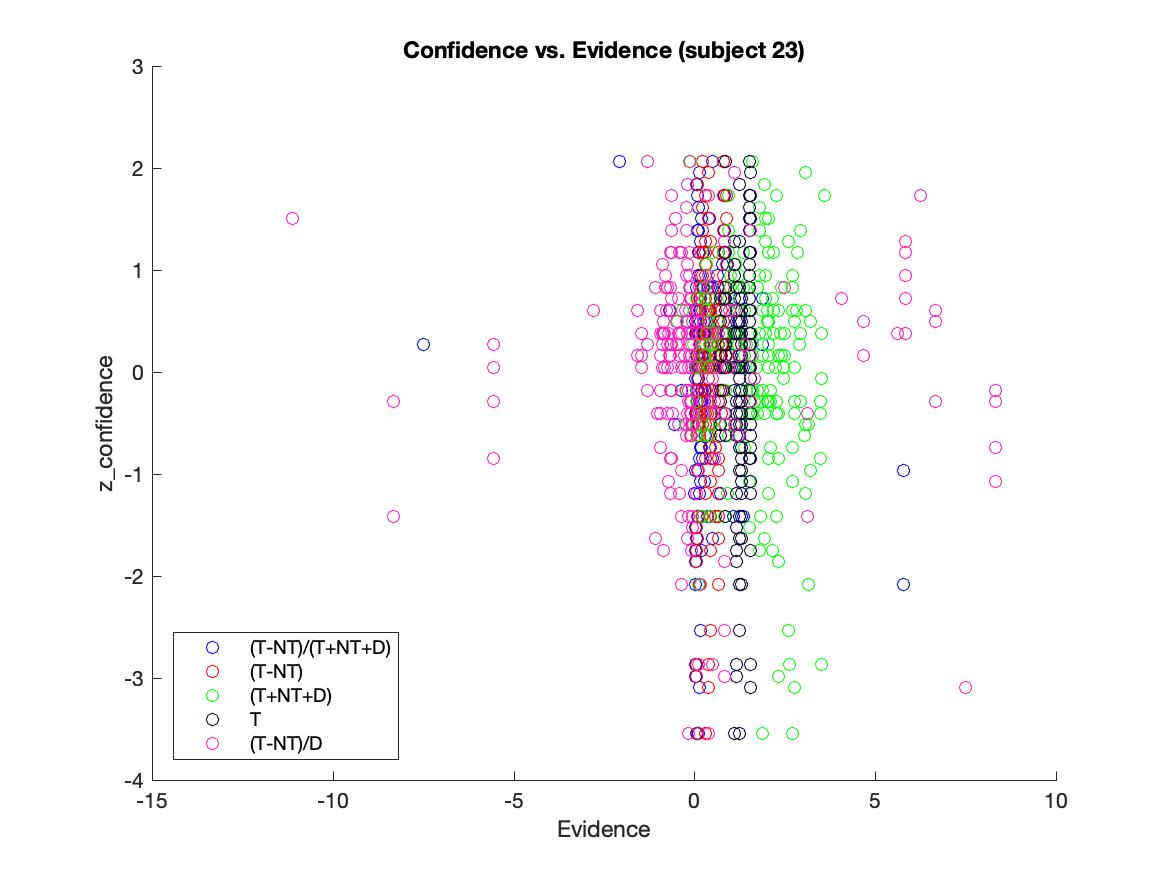 Confidence vs. Evidence (subject 23)
3
2
1
0
-1
-2
-3
-4
z_confidence
(T-NT)/(T+NT+D)
(T-NT)
(T+NT+D)
T
(T-NT)/D
-15 -10 -5 0 5 10
Evidence